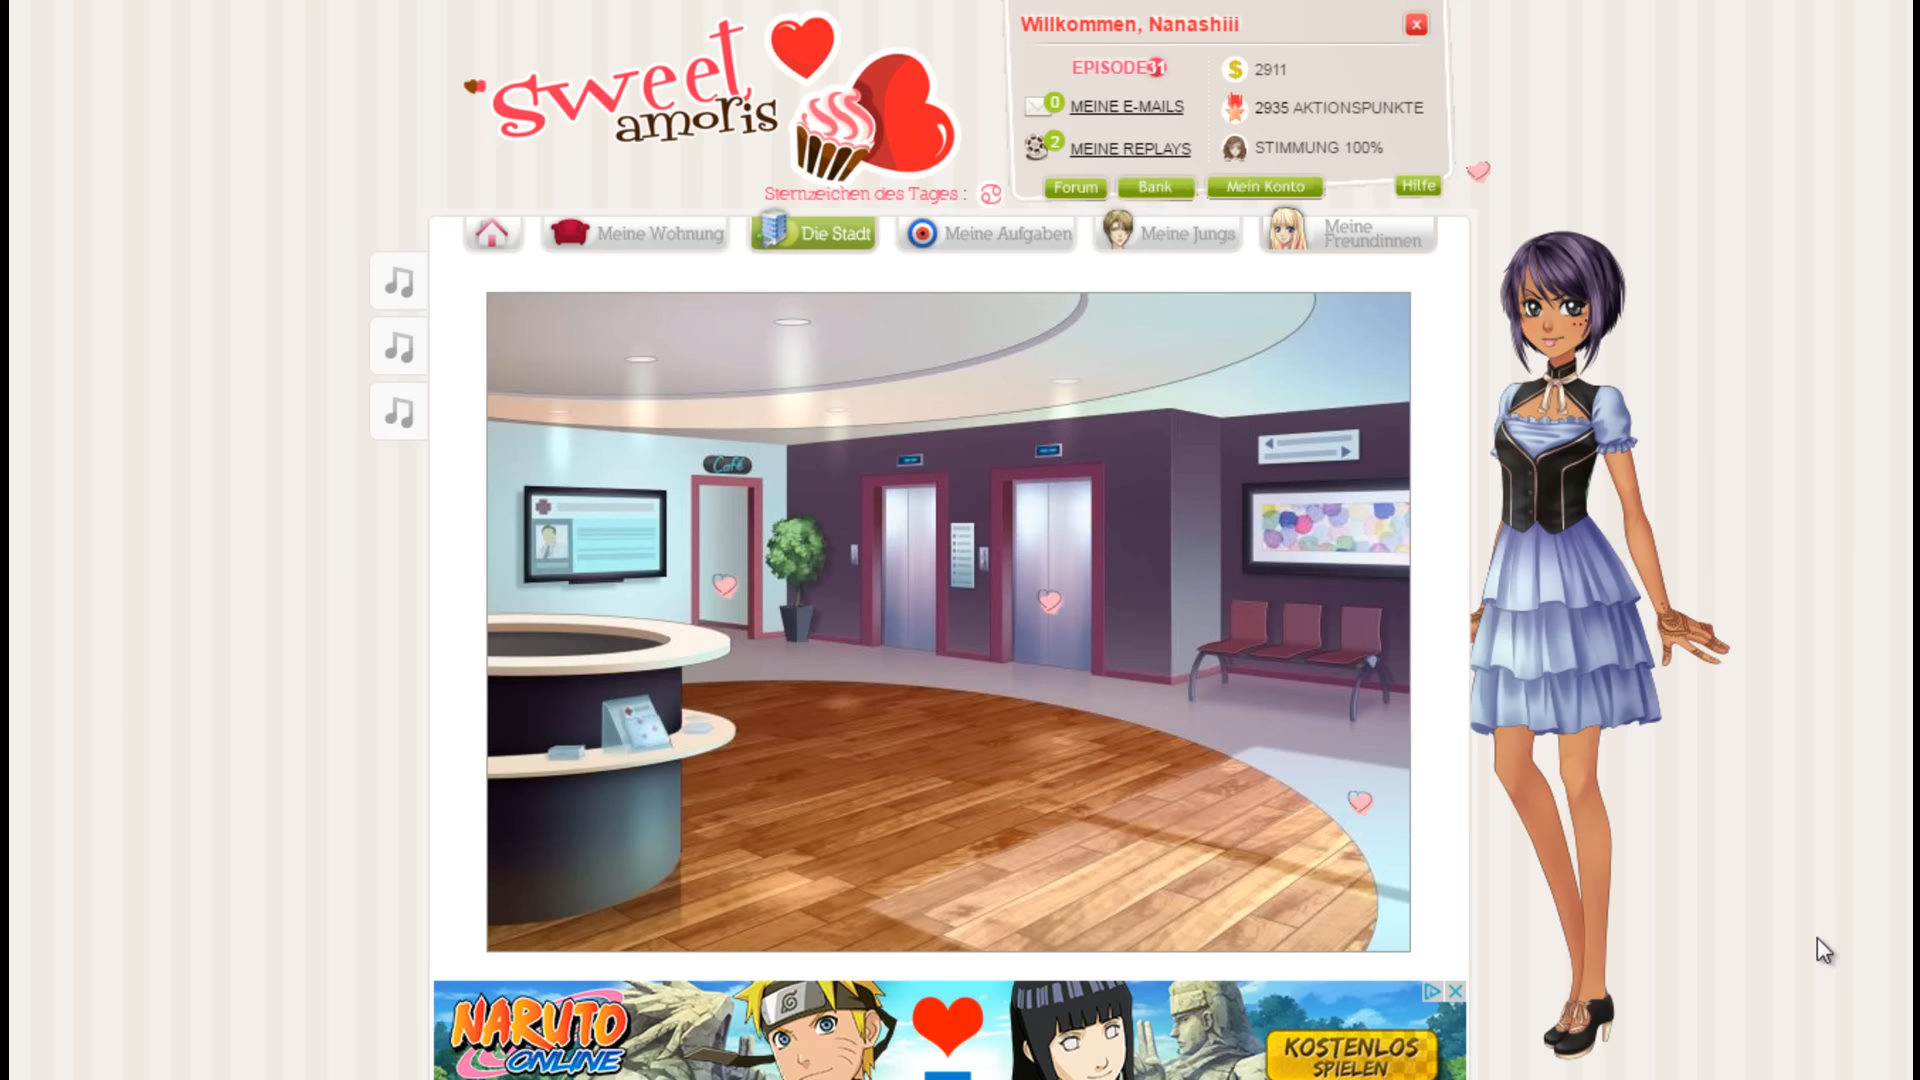 Sweet amoris
Sternzeichen des Tages :
Willkommen, Nanashiii
x
EPISODE 31
0 MEINE E-MAILS
2 MEINE REPLAYS
$ 2911
2935 AKTIONSPUNKTE
STIMMUNG 100%
Forum
Bank
Mein Konto
Hilfe
Meine Wohnung
Die Stadt
Meine Aufgaben
Meine Jungs
Meine
Freundinnen
Café
NARUTO
ONLINE
KOSTENLOS
SPIELEN